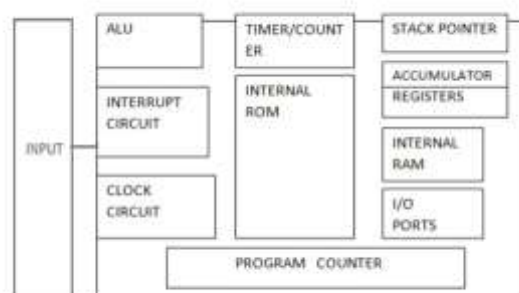 INPUT
ALU
INTERRUPT
CIRCUIT
CLOCK
CIRCUIT
TIMER/COUNT
ER
INTERNAL
ROM
STACK POINTER
ACCUMULATOR
REGISTERS
INTERNAL
RAM
I/O
PORTS
PROGRAM COUNTER